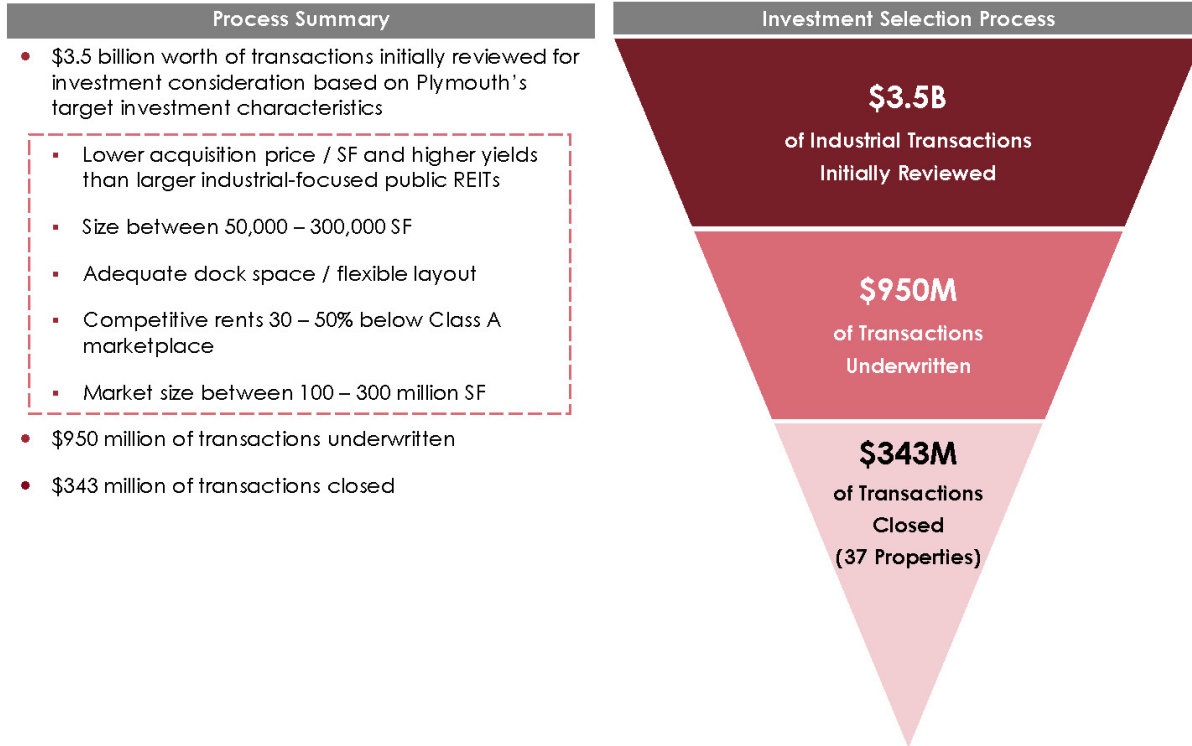 Process Summary
• $3.5 billion worth of transactions initially reviewed for
investment consideration based on Plymouth's
target investment characteristics
▪ Lower acquisition price / SF and higher yields
than larger industrial-focused public REITs
▪ Size between 50,000 – 300,000 SF
▪ Adequate dock space / flexible layout
▪ Competitive rents 30 – 50% below Class A
marketplace
▪ Market size between 100 – 300 million SF
• $950 million of transactions underwritten
• $343 million of transactions closed
Investment Selection Process
$3.5B
of Industrial Transactions
Initially Reviewed
$950M
of Transactions
Underwritten
$343M
of Transactions
Closed
(37 Properties)